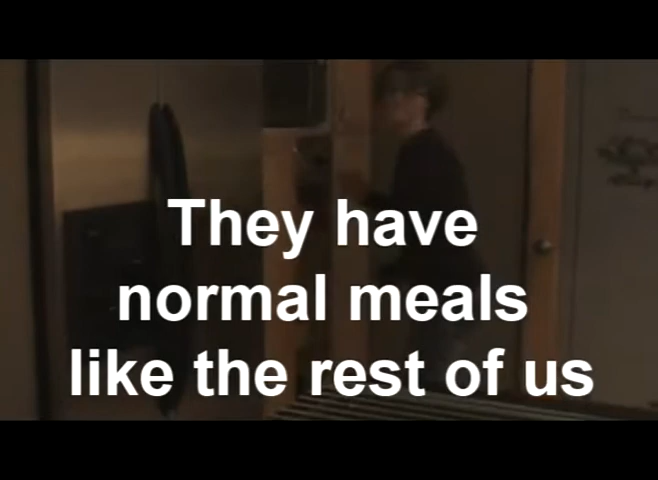 They have
normal meals
like the rest of us